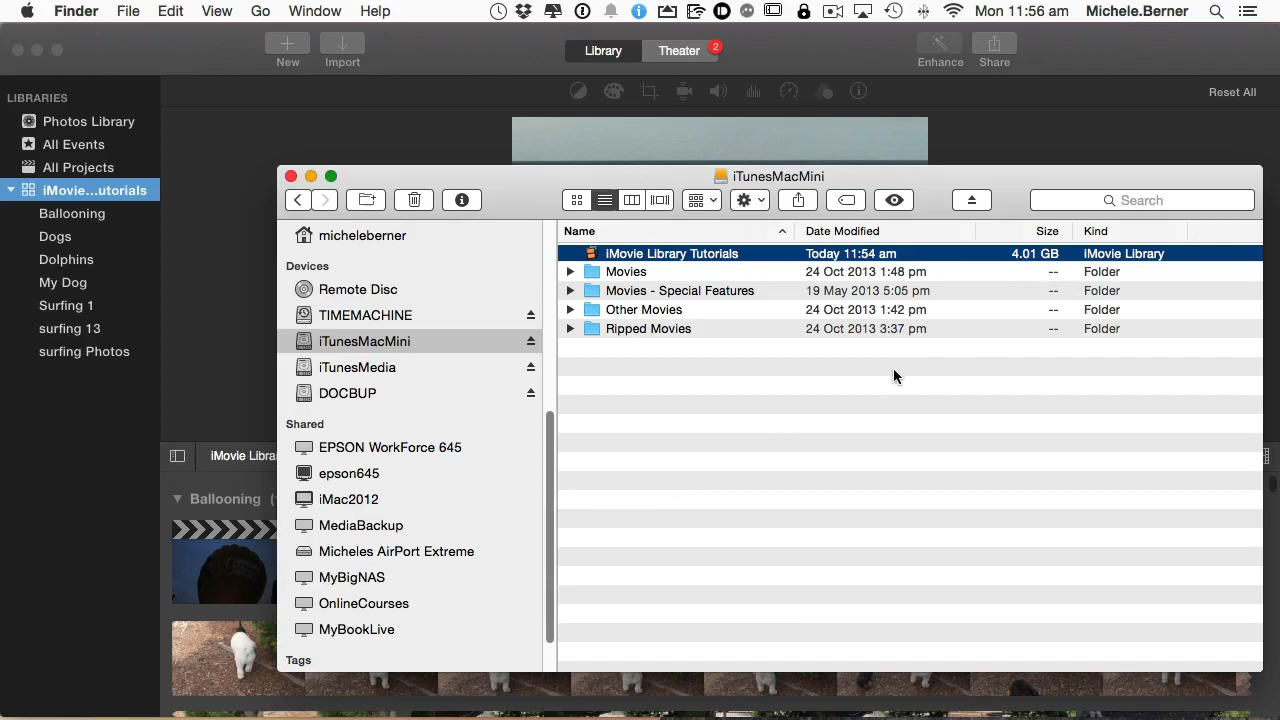 Finder File Edit View Go Window Help Mon 11:56 am Michele.Berner
New Import Library Theater 2 Enhance Share
Reset All
LIBRARIES
Photos Library
All Events
All Projects
iMovie...utorials
Ballooning
Dogs
Dolphins
My Dog
Surfing 1
surfing 13
surfing Photos
iMovie Librar
Ballooning (
iTunesMacMini
Search
micheleberner
Devices
Remote Disc
TIMEMACHINE
iTunesMacMini
iTunesMedia
DOCBUP
Shared
EPSON WorkForce 645
epson645
iMac2012
MediaBackup
Micheles AirPort Extreme
MyBigNAS
OnlineCourses
MyBookLive
Tags
Name Date Modified Size Kind
iMovie Library Tutorials Today 11:54 am 4.01 GB iMovie Library
Movies 24 Oct 2013 1:48 pm -- Folder
Movies - Special Features 19 May 2013 5:05 pm -- Folder
Other Movies 24 Oct 2013 1:42 pm -- Folder
Ripped Movies 24 Oct 2013 3:37 pm -- Folder